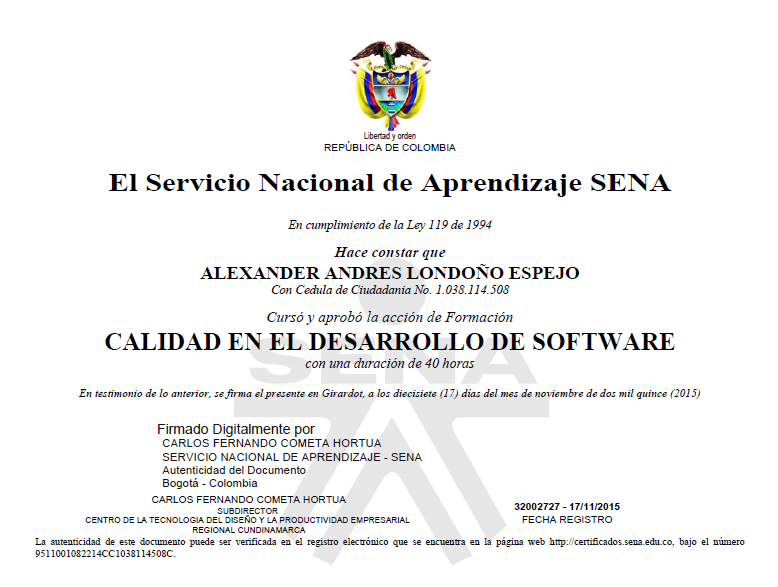 Libertad y orden
REPÚBLICA DE COLOMBIA
El Servicio Nacional de Aprendizaje SENA
En cumplimiento de la Ley 119 de 1994
Hace constar que
ALEXANDER ANDRES LONDOÑO ESPEJO
Con Cedula de Ciudadania No. 1.038.114.508
Cursó y aprobó la acción de Formación
CALIDAD EN EL DESARROLLO DE SOFTWARE
SENA
con una duración de 40 horas
En testimonio de lo anterior, se firma el presente en Girardot, a los diecisiete (17) días del mes de noviembre de dos mil quince (2015)
Firmado Digitalmente por
CARLOS FERNANDO COMETA HORTUA
SERVICIO NACIONAL DE APRENDIZAJE - SENA
Autenticidad del Documento
Bogotá - Colombia
CARLOS FERNANDO COMETA HORTUA
SUBDIRECTOR
CENTRO DE LA TECNOLOGIA DEL DISEÑO Y LA PRODUCTIVIDAD EMPRESARIAL
REGIONAL CUNDINAMARCA
32002727 - 17/11/2015
FECHA REGISTRO
La autenticidad de este documento puede ser verificada en el registro electrónico que se encuentra en la página web http://certificados.sena.edu.co, bajo el número
9511001082214CC1038114508C.